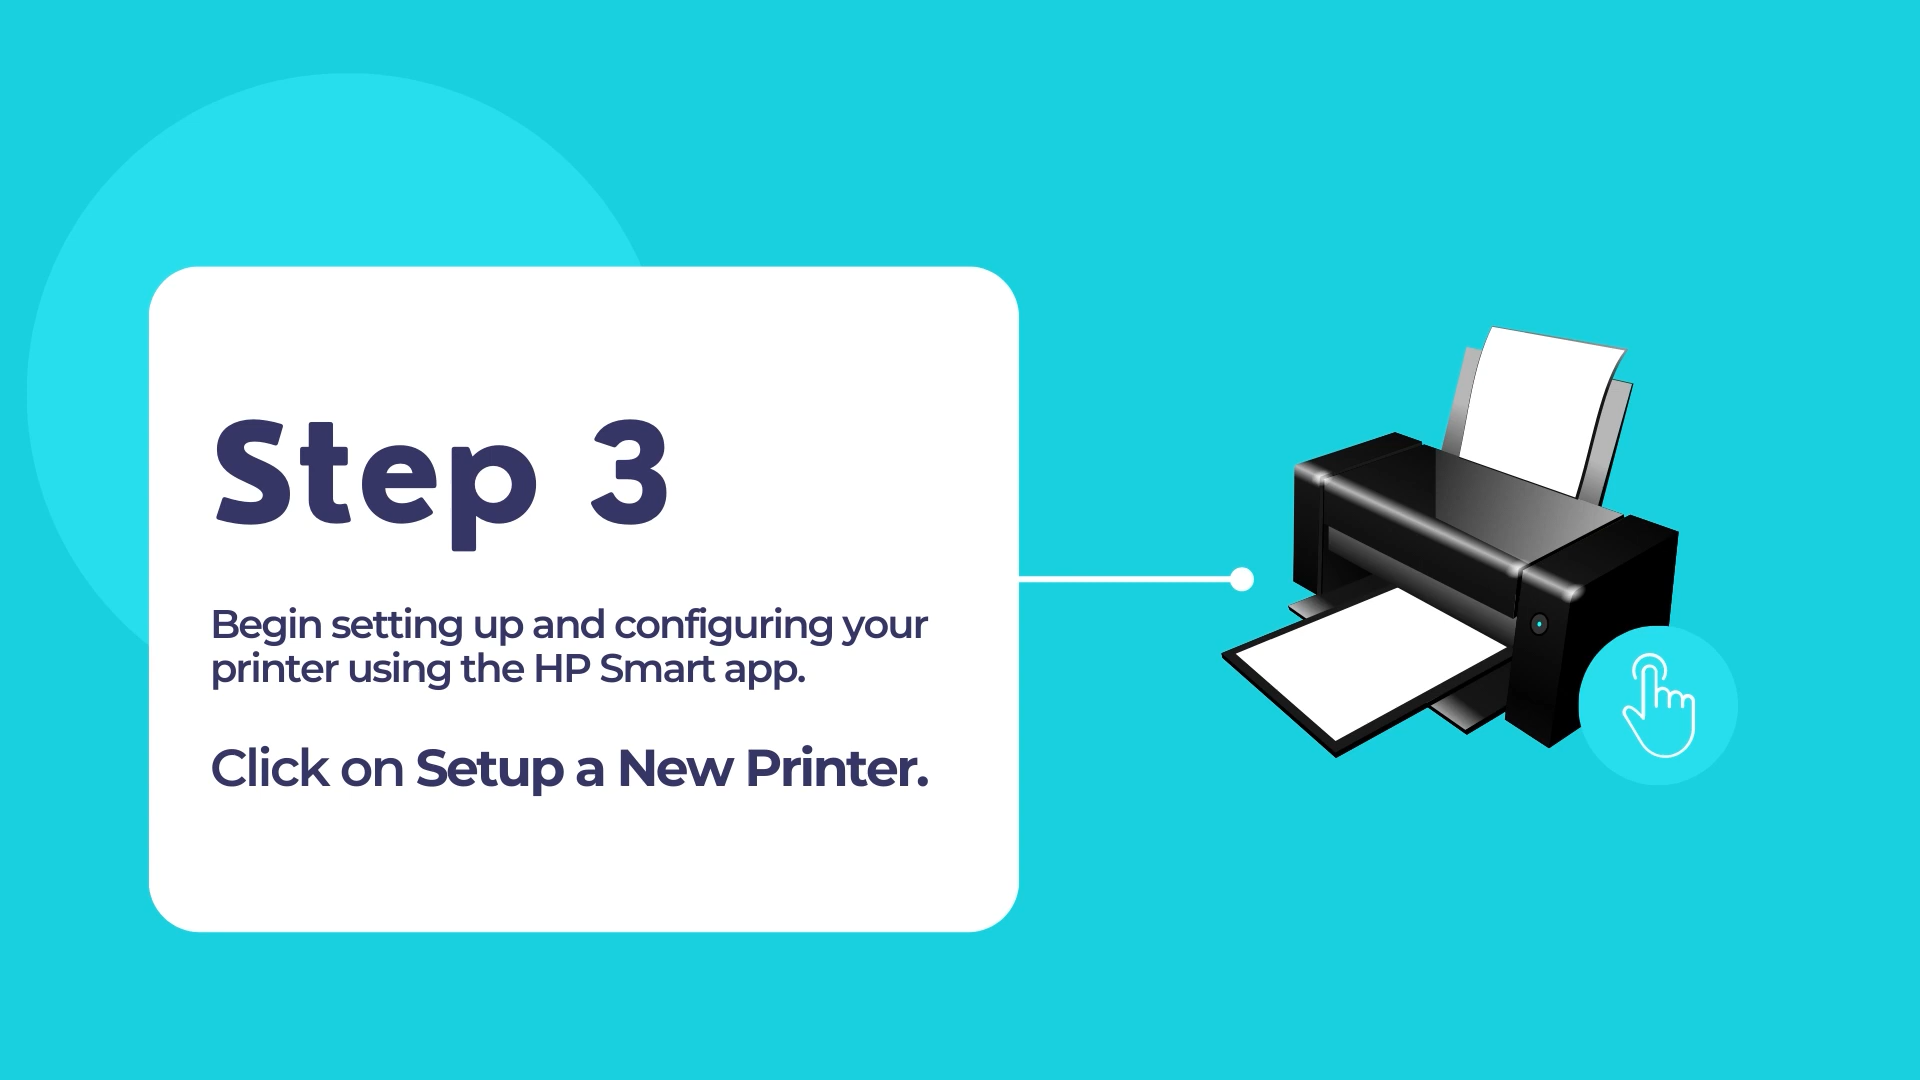 Step 3
Begin setting up and configuring your
printer using the HP Smart app.
Click on Setup a New Printer.